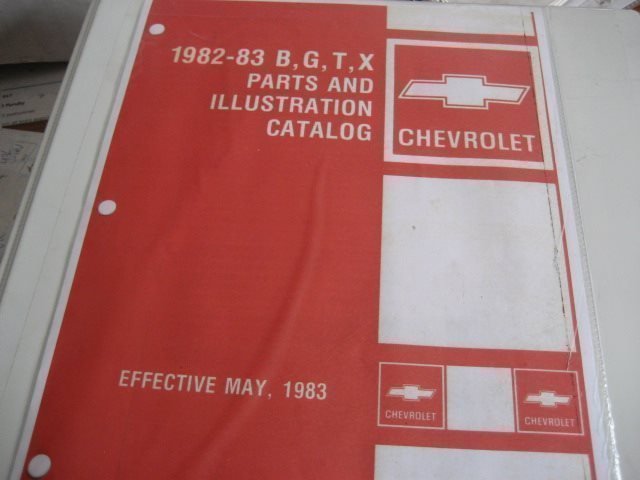 1982-83 B, G, T, X
PARTS AND
ILLUSTRATION
CATALOG
CHEVROLET
EFFECTIVE MAY, 1983
CHEVROLET
CHEVROLET